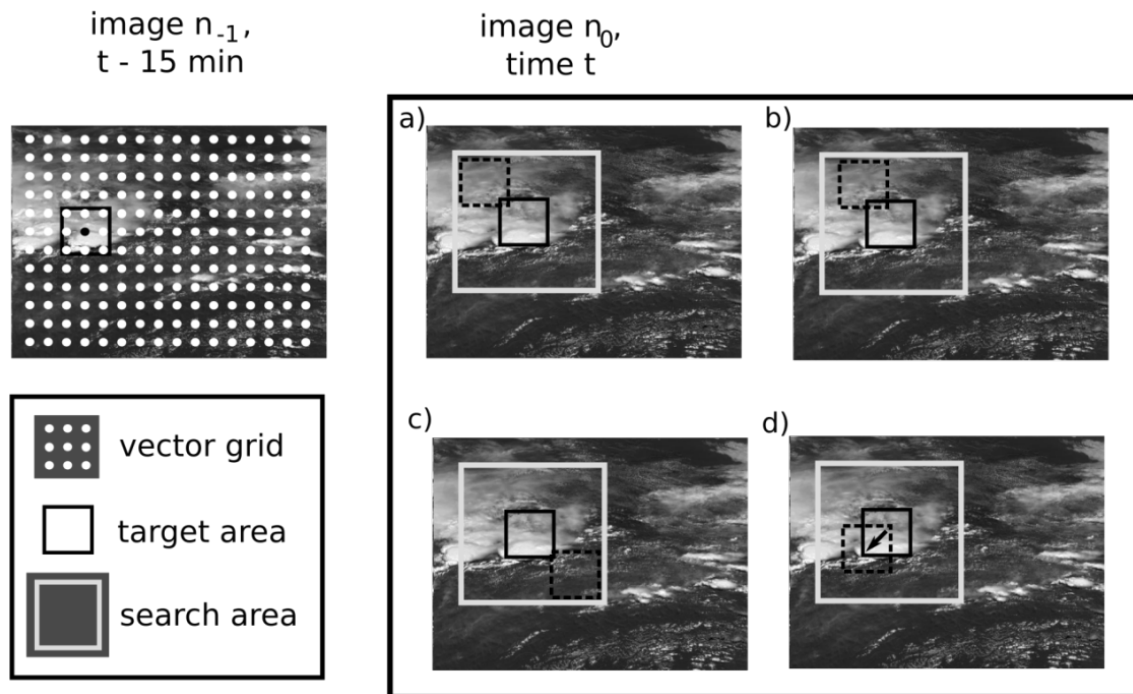 image n-1,
t - 15 min
image n0,
time t
a)
b)
c)
d)
vector grid
target area
search area